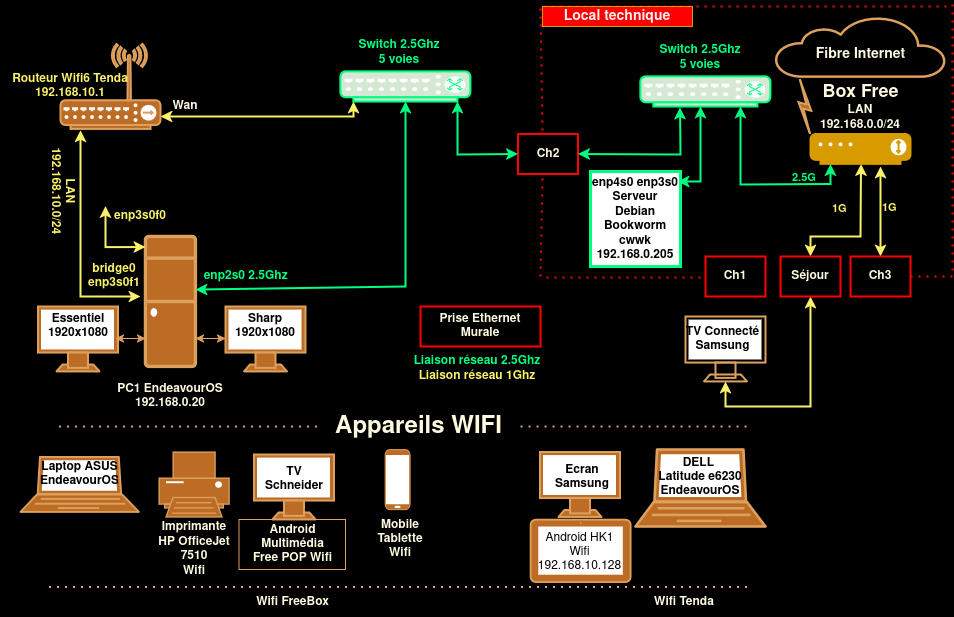 Local technique
Switch 2.5Ghz
5 voies
Switch 2.5Ghz
5 voies
Fibre Internet
Routeur Wifi6 Tenda
192.168.10.1
Wan
Box Free
LAN
192.168.0.0/24
Ch2
2.5G
enp4s0 enp3s0
Serveur
Debian
Bookworm
cwwk
192.168.0.205
1G
1G
LAN
192.168.10.0/24
enp3s0f0
bridge0
enp3s0f1
enp2s0 2.5Ghz
Ch1
Séjour
Ch3
Essentiel
1920x1080
Sharp
1920x1080
Prise Ethernet
Murale
TV Connecté
Samsung
Liaison réseau 2.5Ghz
Liaison réseau 1Ghz
PC1 EndeavourOS
192.168.0.20
Appareils WIFI
Laptop ASUS
EndeavourOS
TV
Schneider
Ecran
Samsung
DELL
Latitude e6230
EndeavourOS
Imprimante
HP OfficeJet
7510
Wifi
Android
Multimédia
Free POP Wifi
Mobile
Tablette
Wifi
Android HK1
Wifi
192.168.10.128
Wifi FreeBox
Wifi Tenda